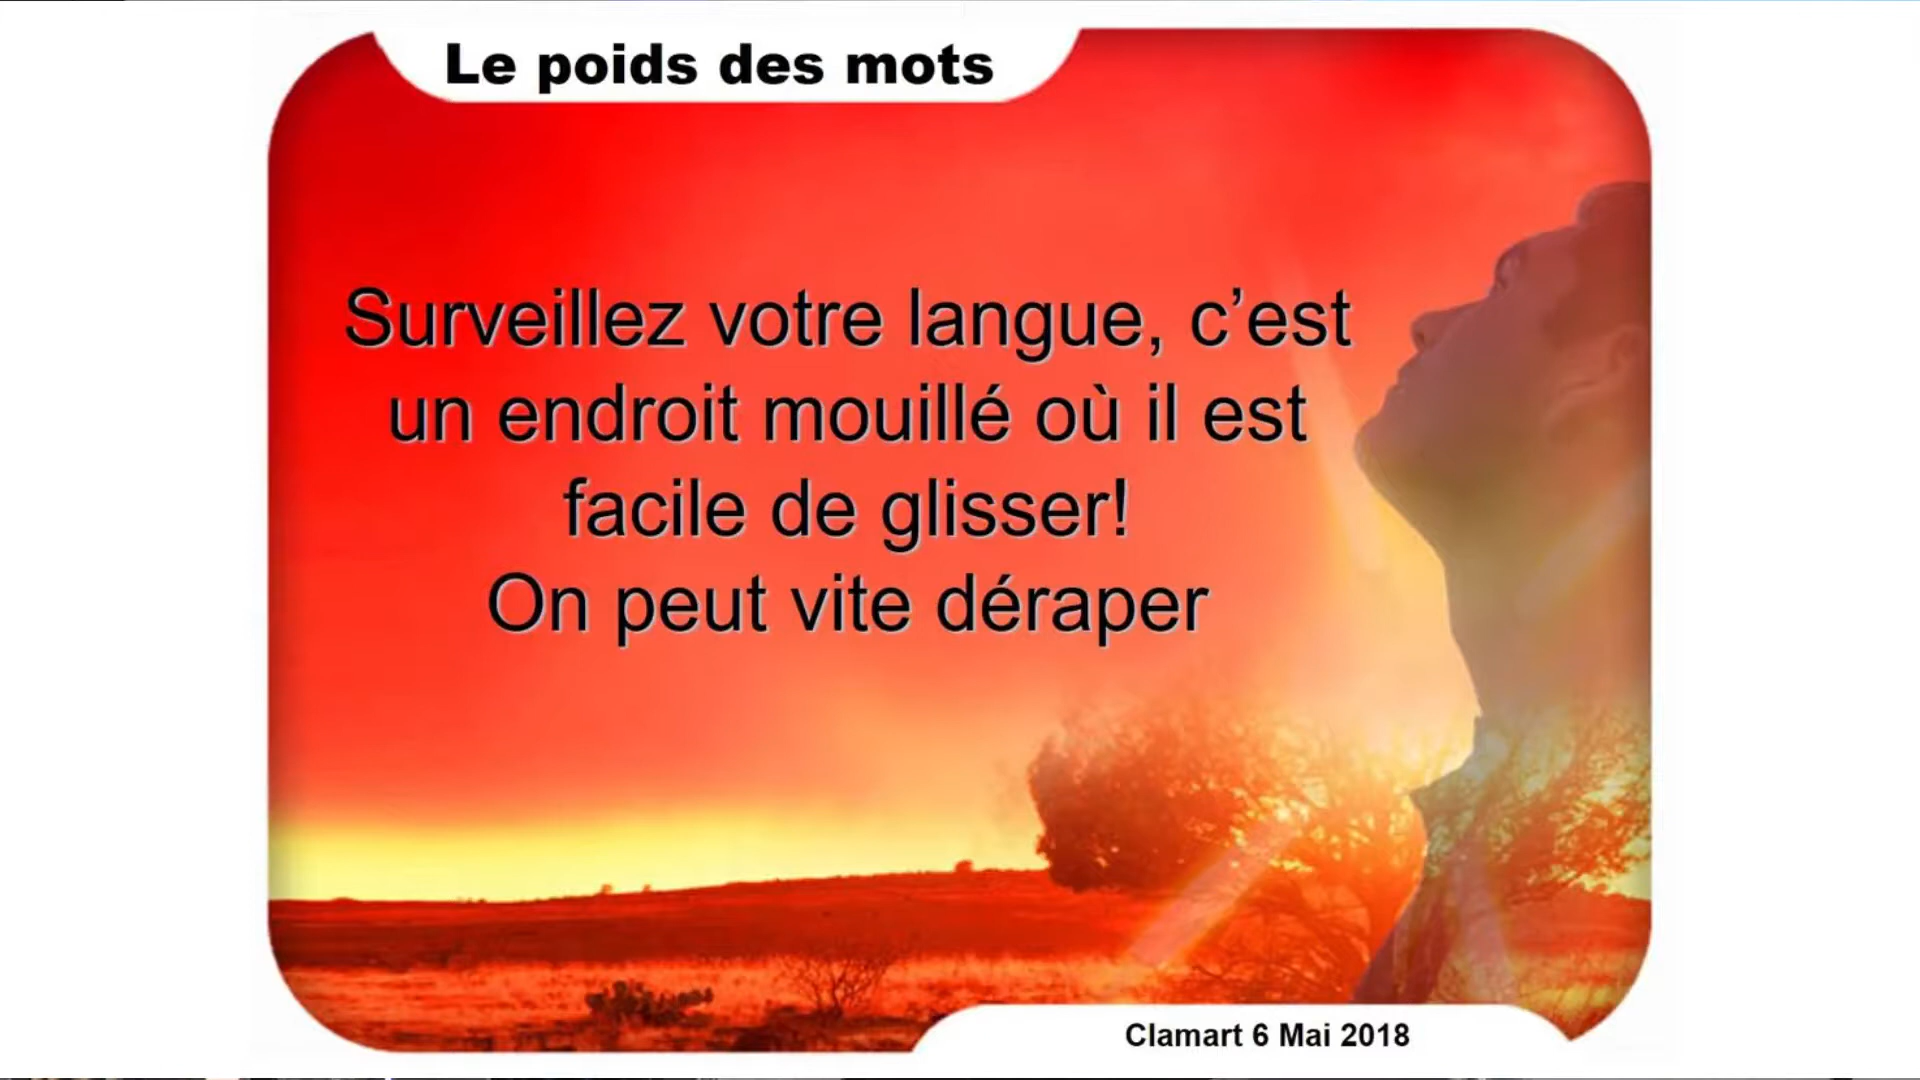 Le poids des mots
Surveillez votre langue, c’est
un endroit mouillé où il est
facile de glisser!
On peut vite déraper
Clamart 6 Mai 2018